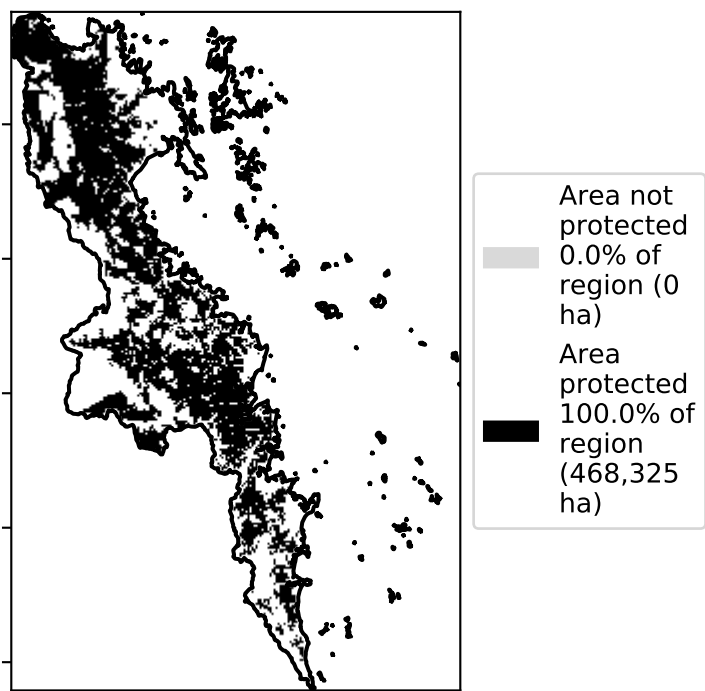 Area not
protected
0.0% of
region (0
ha)
Area
protected
100.0% of
region
(468,325
ha)